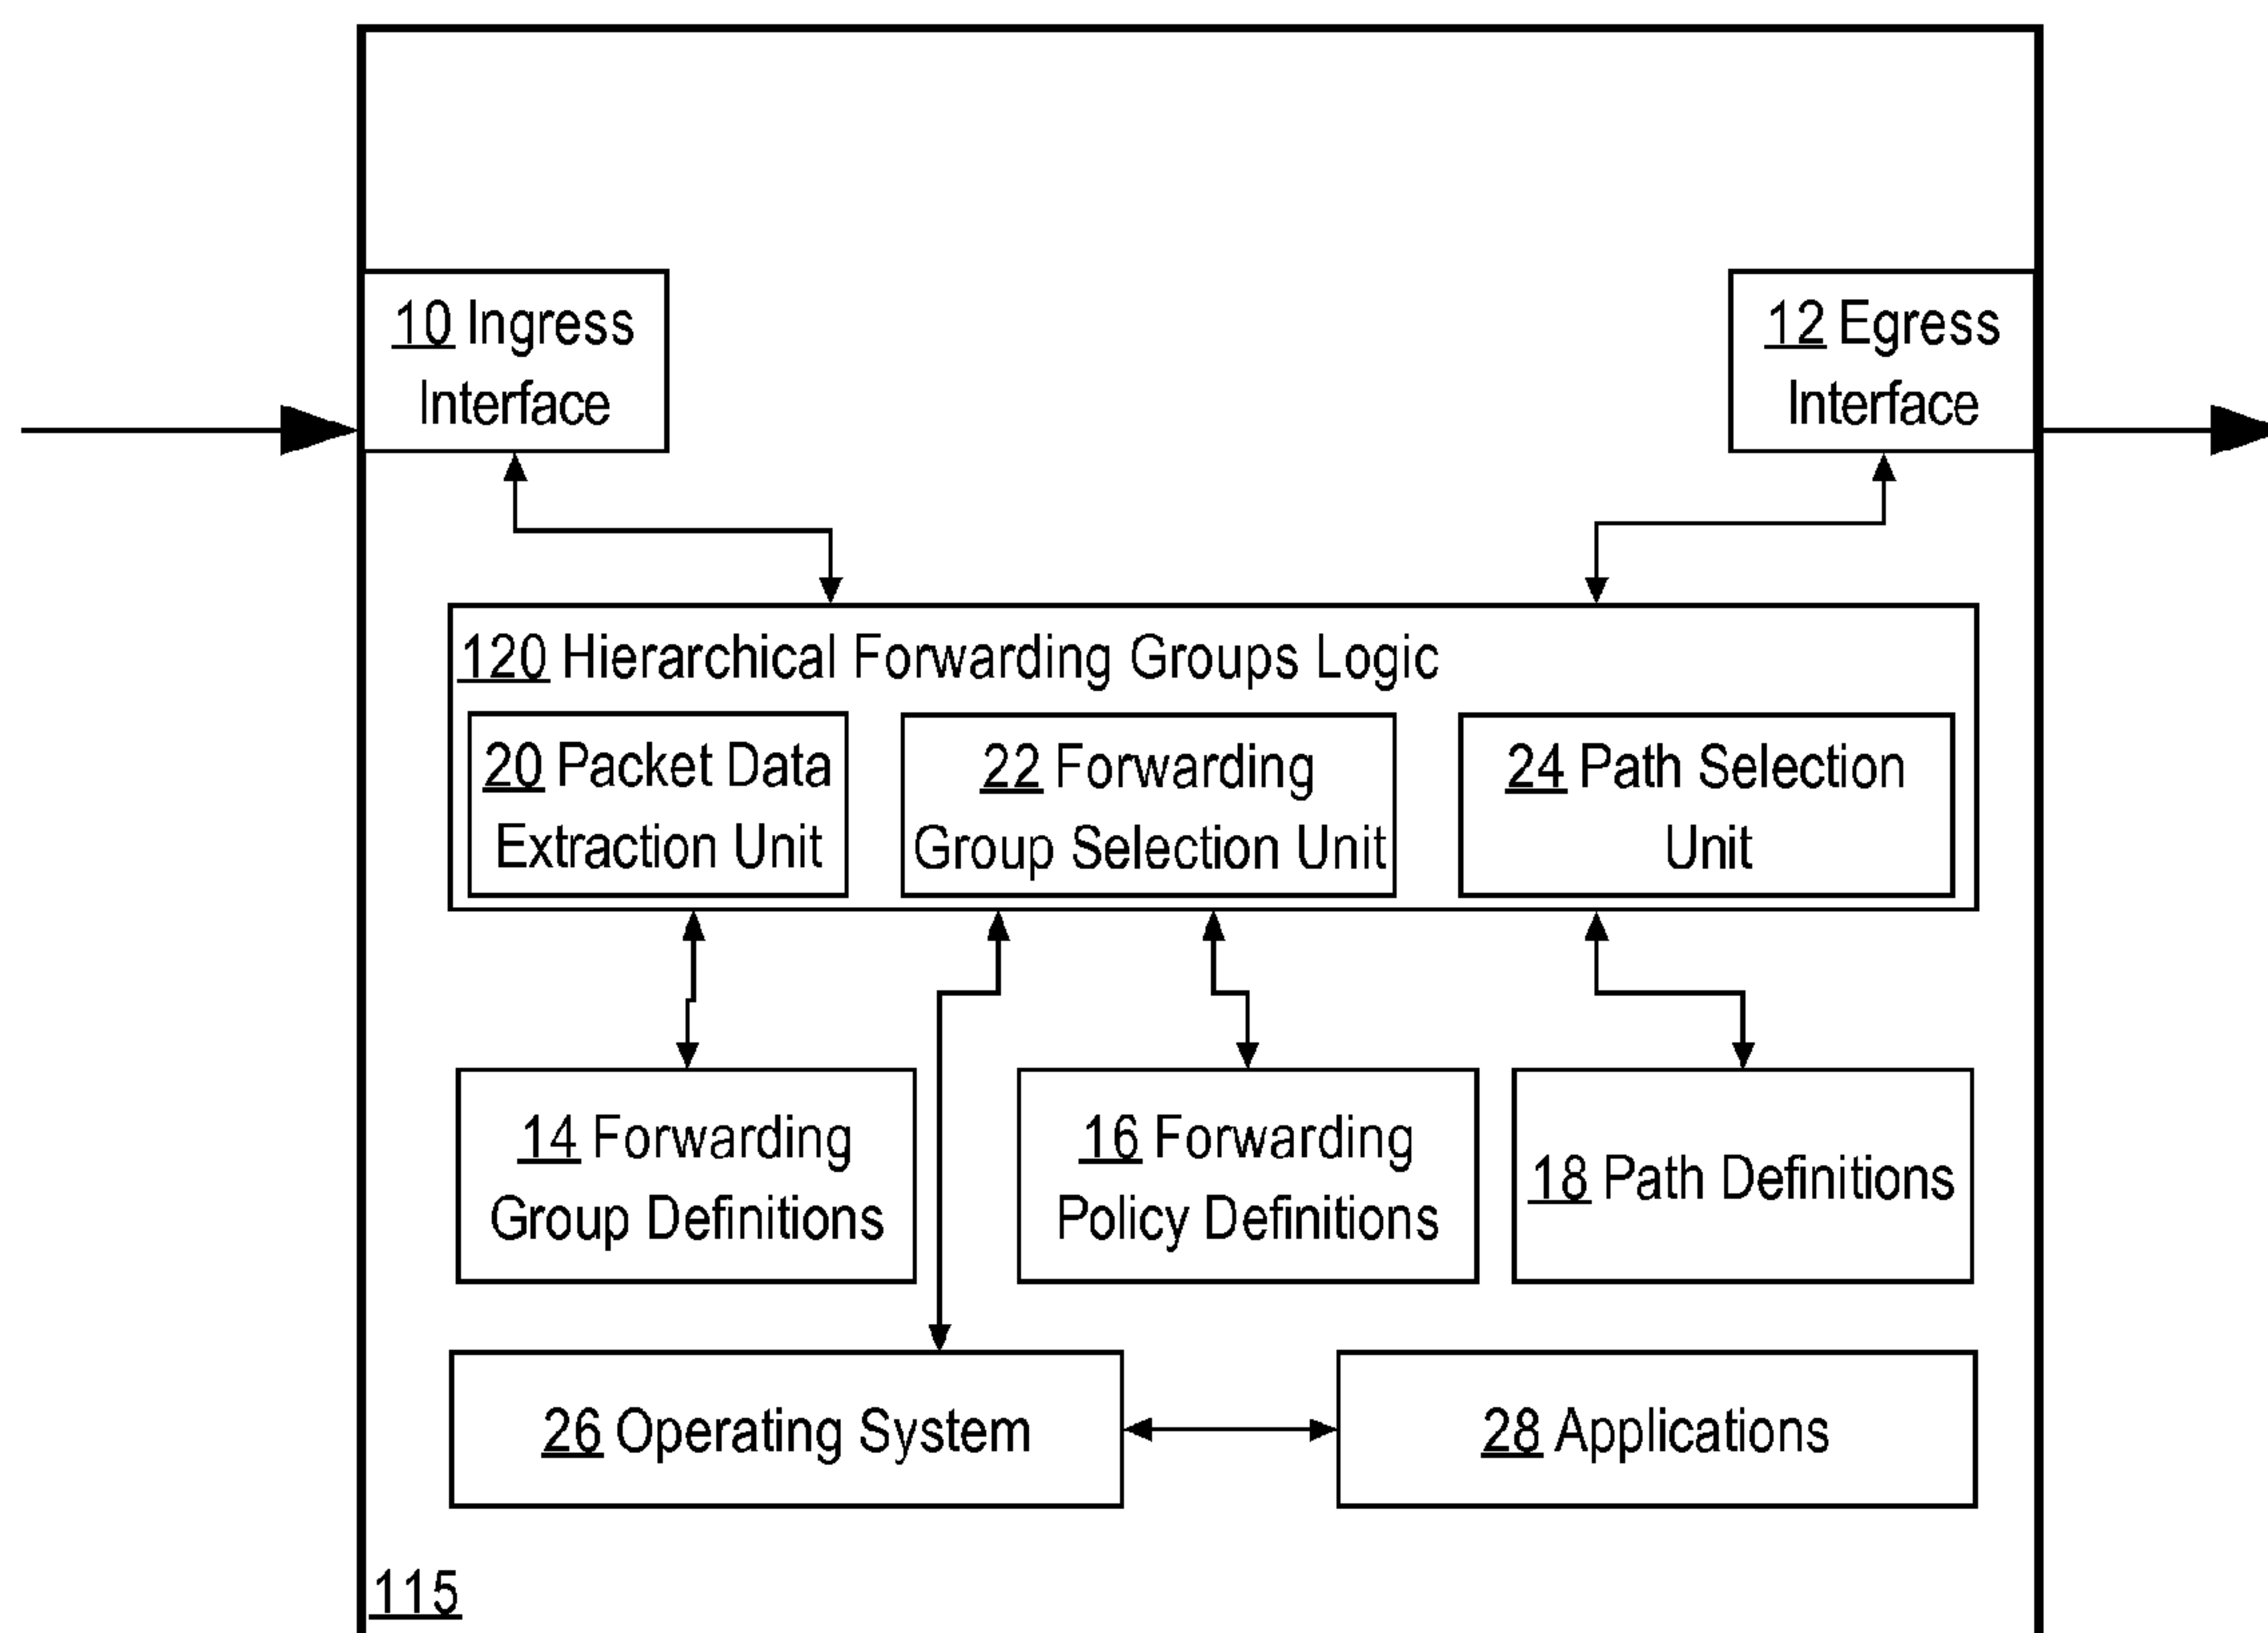 10 Ingress
Interface
12 Egress
Interface
120 Hierarchical Forwarding Groups Logic
20 Packet Data
Extraction Unit
22 Forwarding
Group Selection Unit
24 Path Selection
Unit
14 Forwarding
Group Definitions
16 Forwarding
Policy Definitions
18 Path Definitions
26 Operating System
28 Applications
115